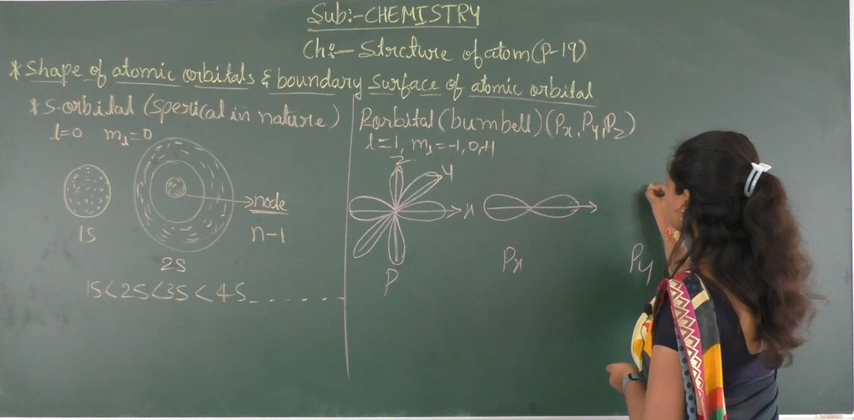 Sub:- CHEMISTRY
Ch:- Strcture of atom (P-19)
* Shape of atomic orbitals & boundary Surface of atomic orbital
* S-orbital (sperical in nature)
l=0 ml=0
1S
2S
node
n-1
1S<2S<3S<4S.......
P orbital (bumbell) (Px, Py, Pz)
l=1, ml=-1, 0, +1
z
y
x
P
Px
Py